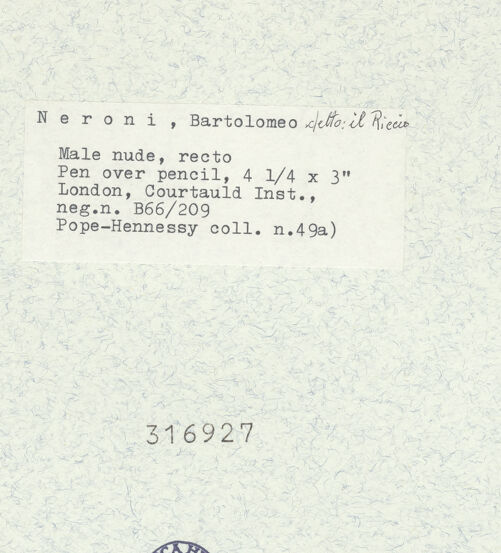 N e r o n i , Bartolomeo detto: il Riccio
Male nude, recto
Pen over pencil, 4 1/4 x 3"
London, Courtauld Inst.,
neg.n. B66/209
Pope-Hennessy coll. n.49a)
316927